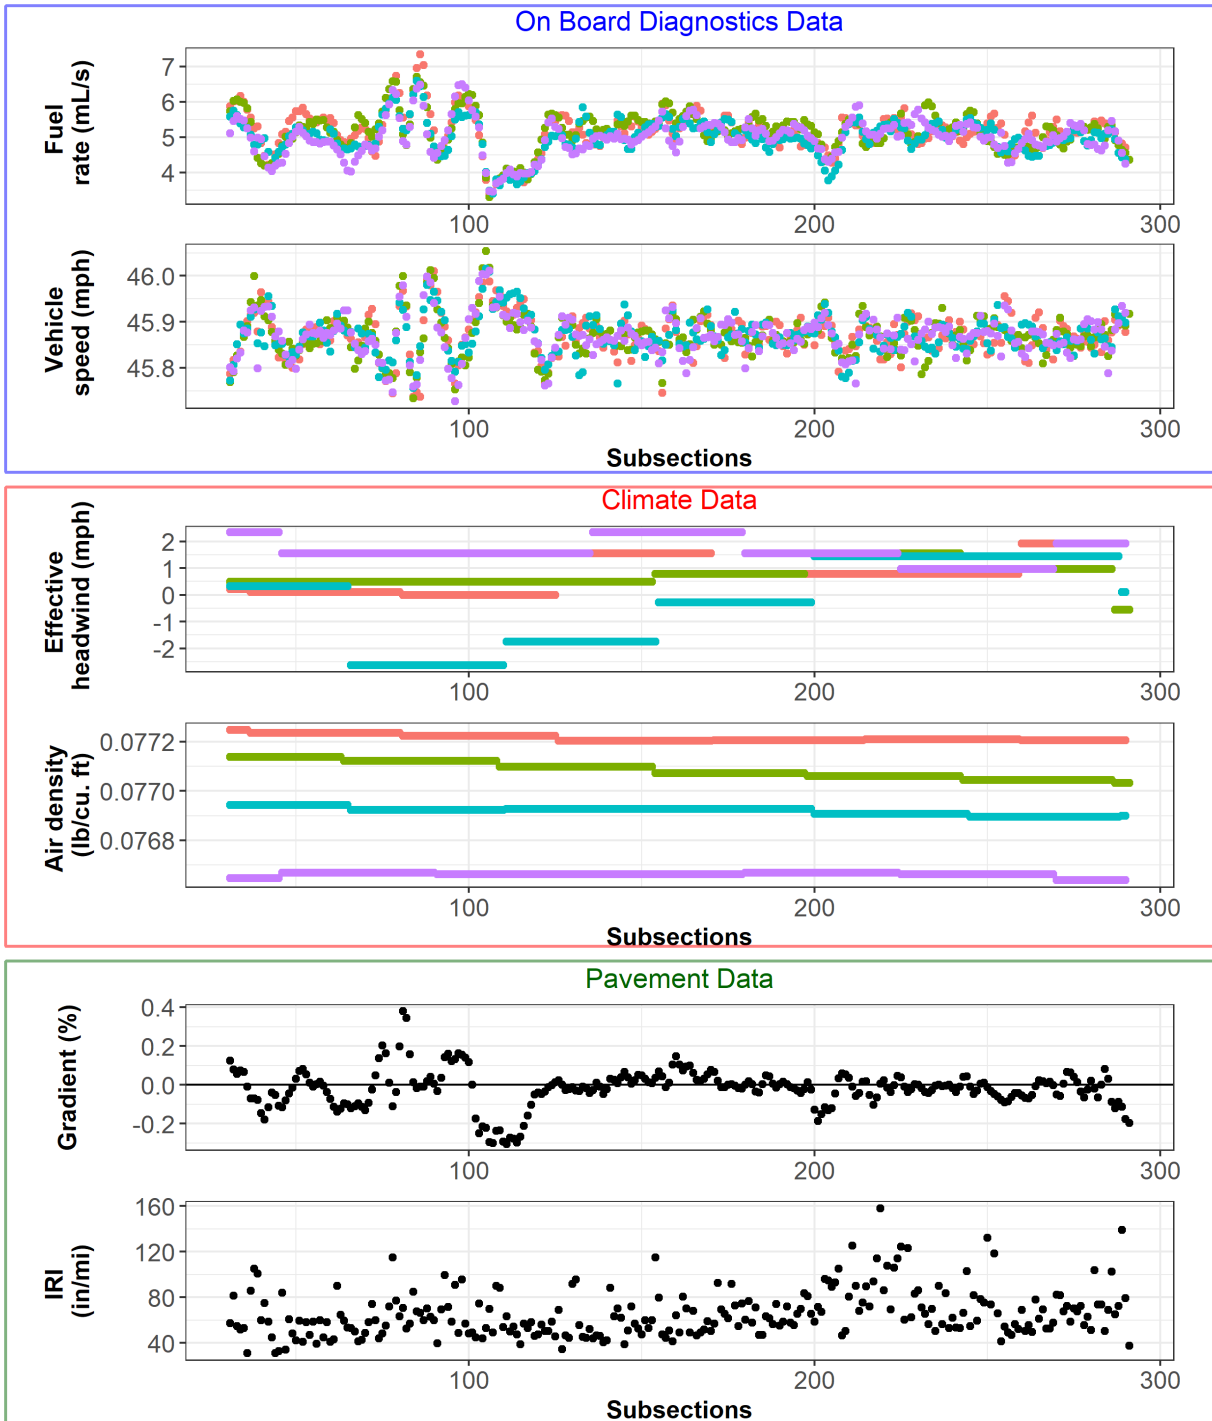 On Board Diagnostics Data
Fuel
rate (mL/s)
7
6
5
4
100
200
300
Vehicle
speed (mph)
46.0
45.9
45.8
100
200
300
Subsections
Climate Data
Effective
headwind (mph)
2
1
0
-1
-2
100
200
300
Air density
(lb/cu. ft)
0.0772
0.0770
0.0768
100
200
300
Subsections
Pavement Data
Gradient (%)
0.4
0.2
0.0
-0.2
100
200
300
IRI
(in/mi)
160
120
80
40
100
200
300
Subsections